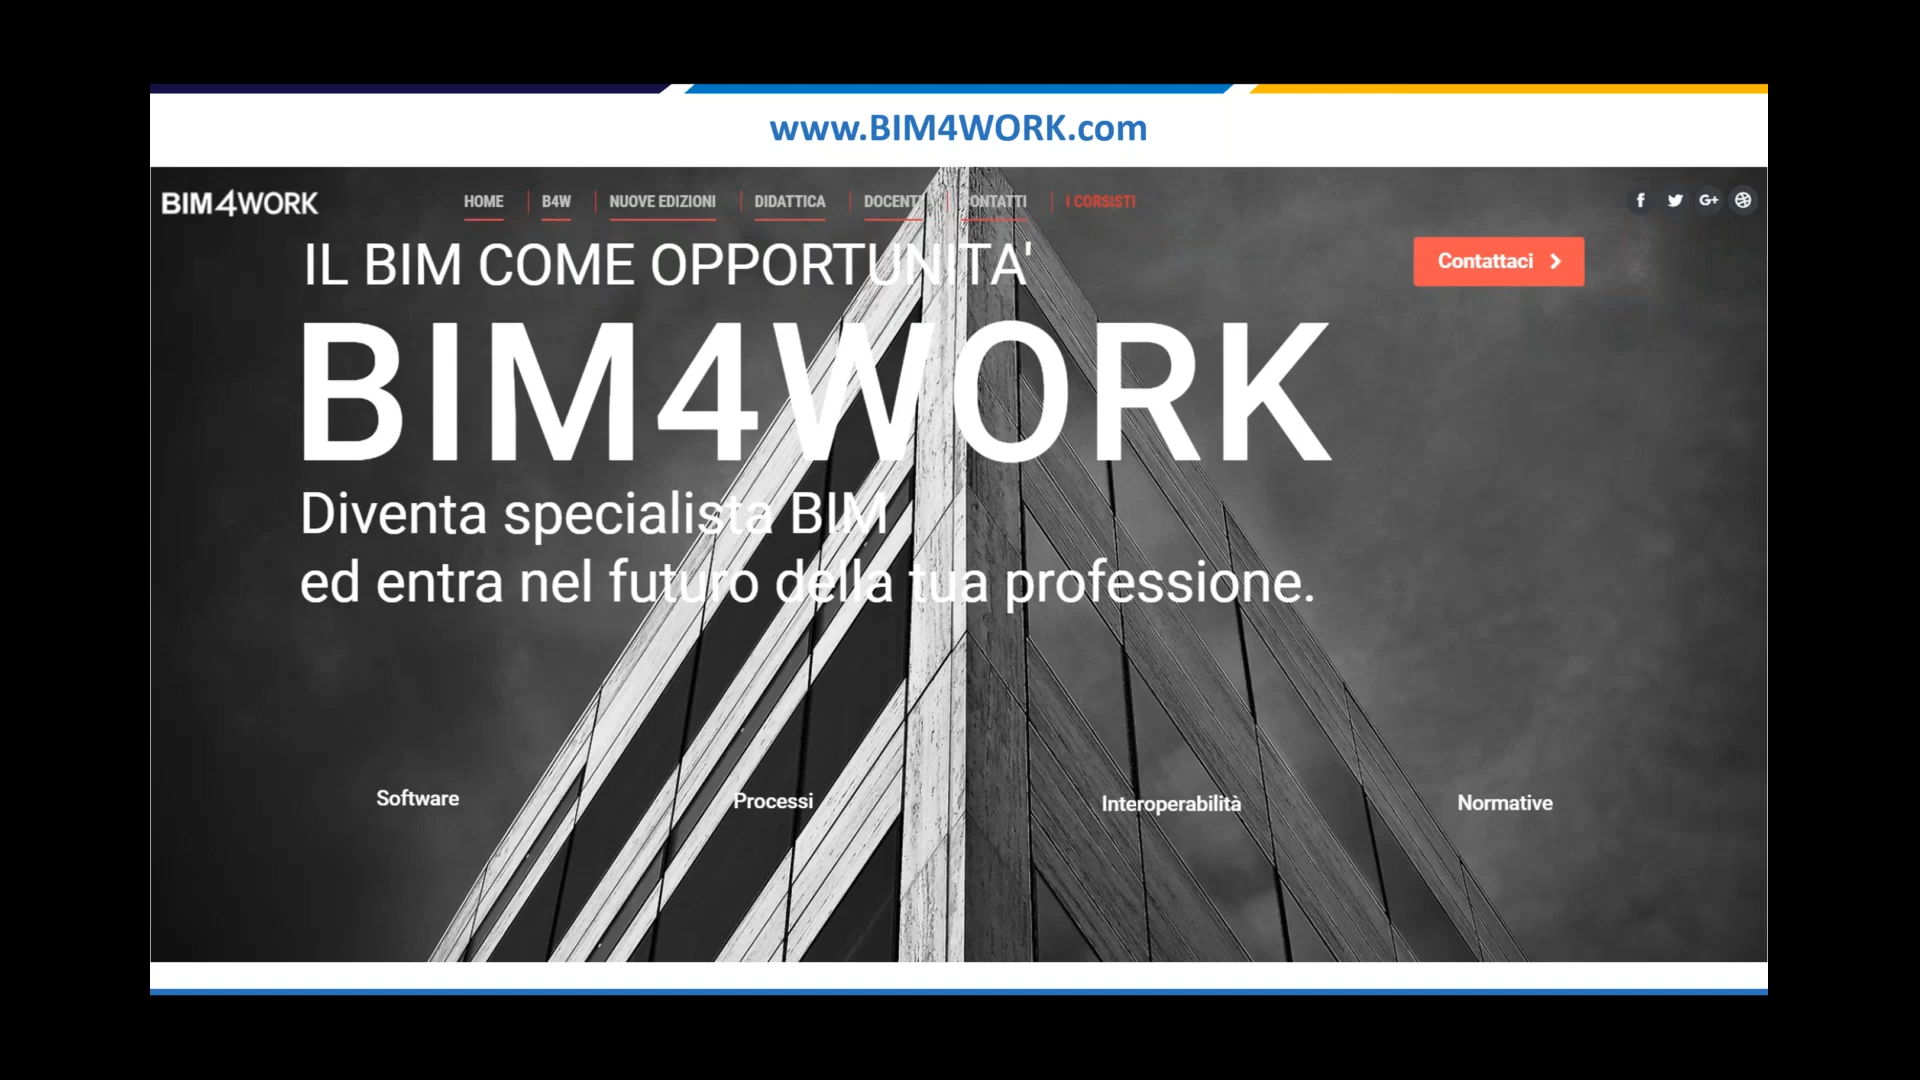 www.BIM4WORK.com
BIM4WORK
HOME B4W NUOVE EDIZIONI DIDATTICA DOCENTI CONTATTI I CORSISTI
f G+
IL BIM COME OPPORTUNITA'
Contattaci
BIM4WORK
Diventa specialista BIM
ed entra nel futuro della tua professione.
Software Processi Interoperabilità Normative